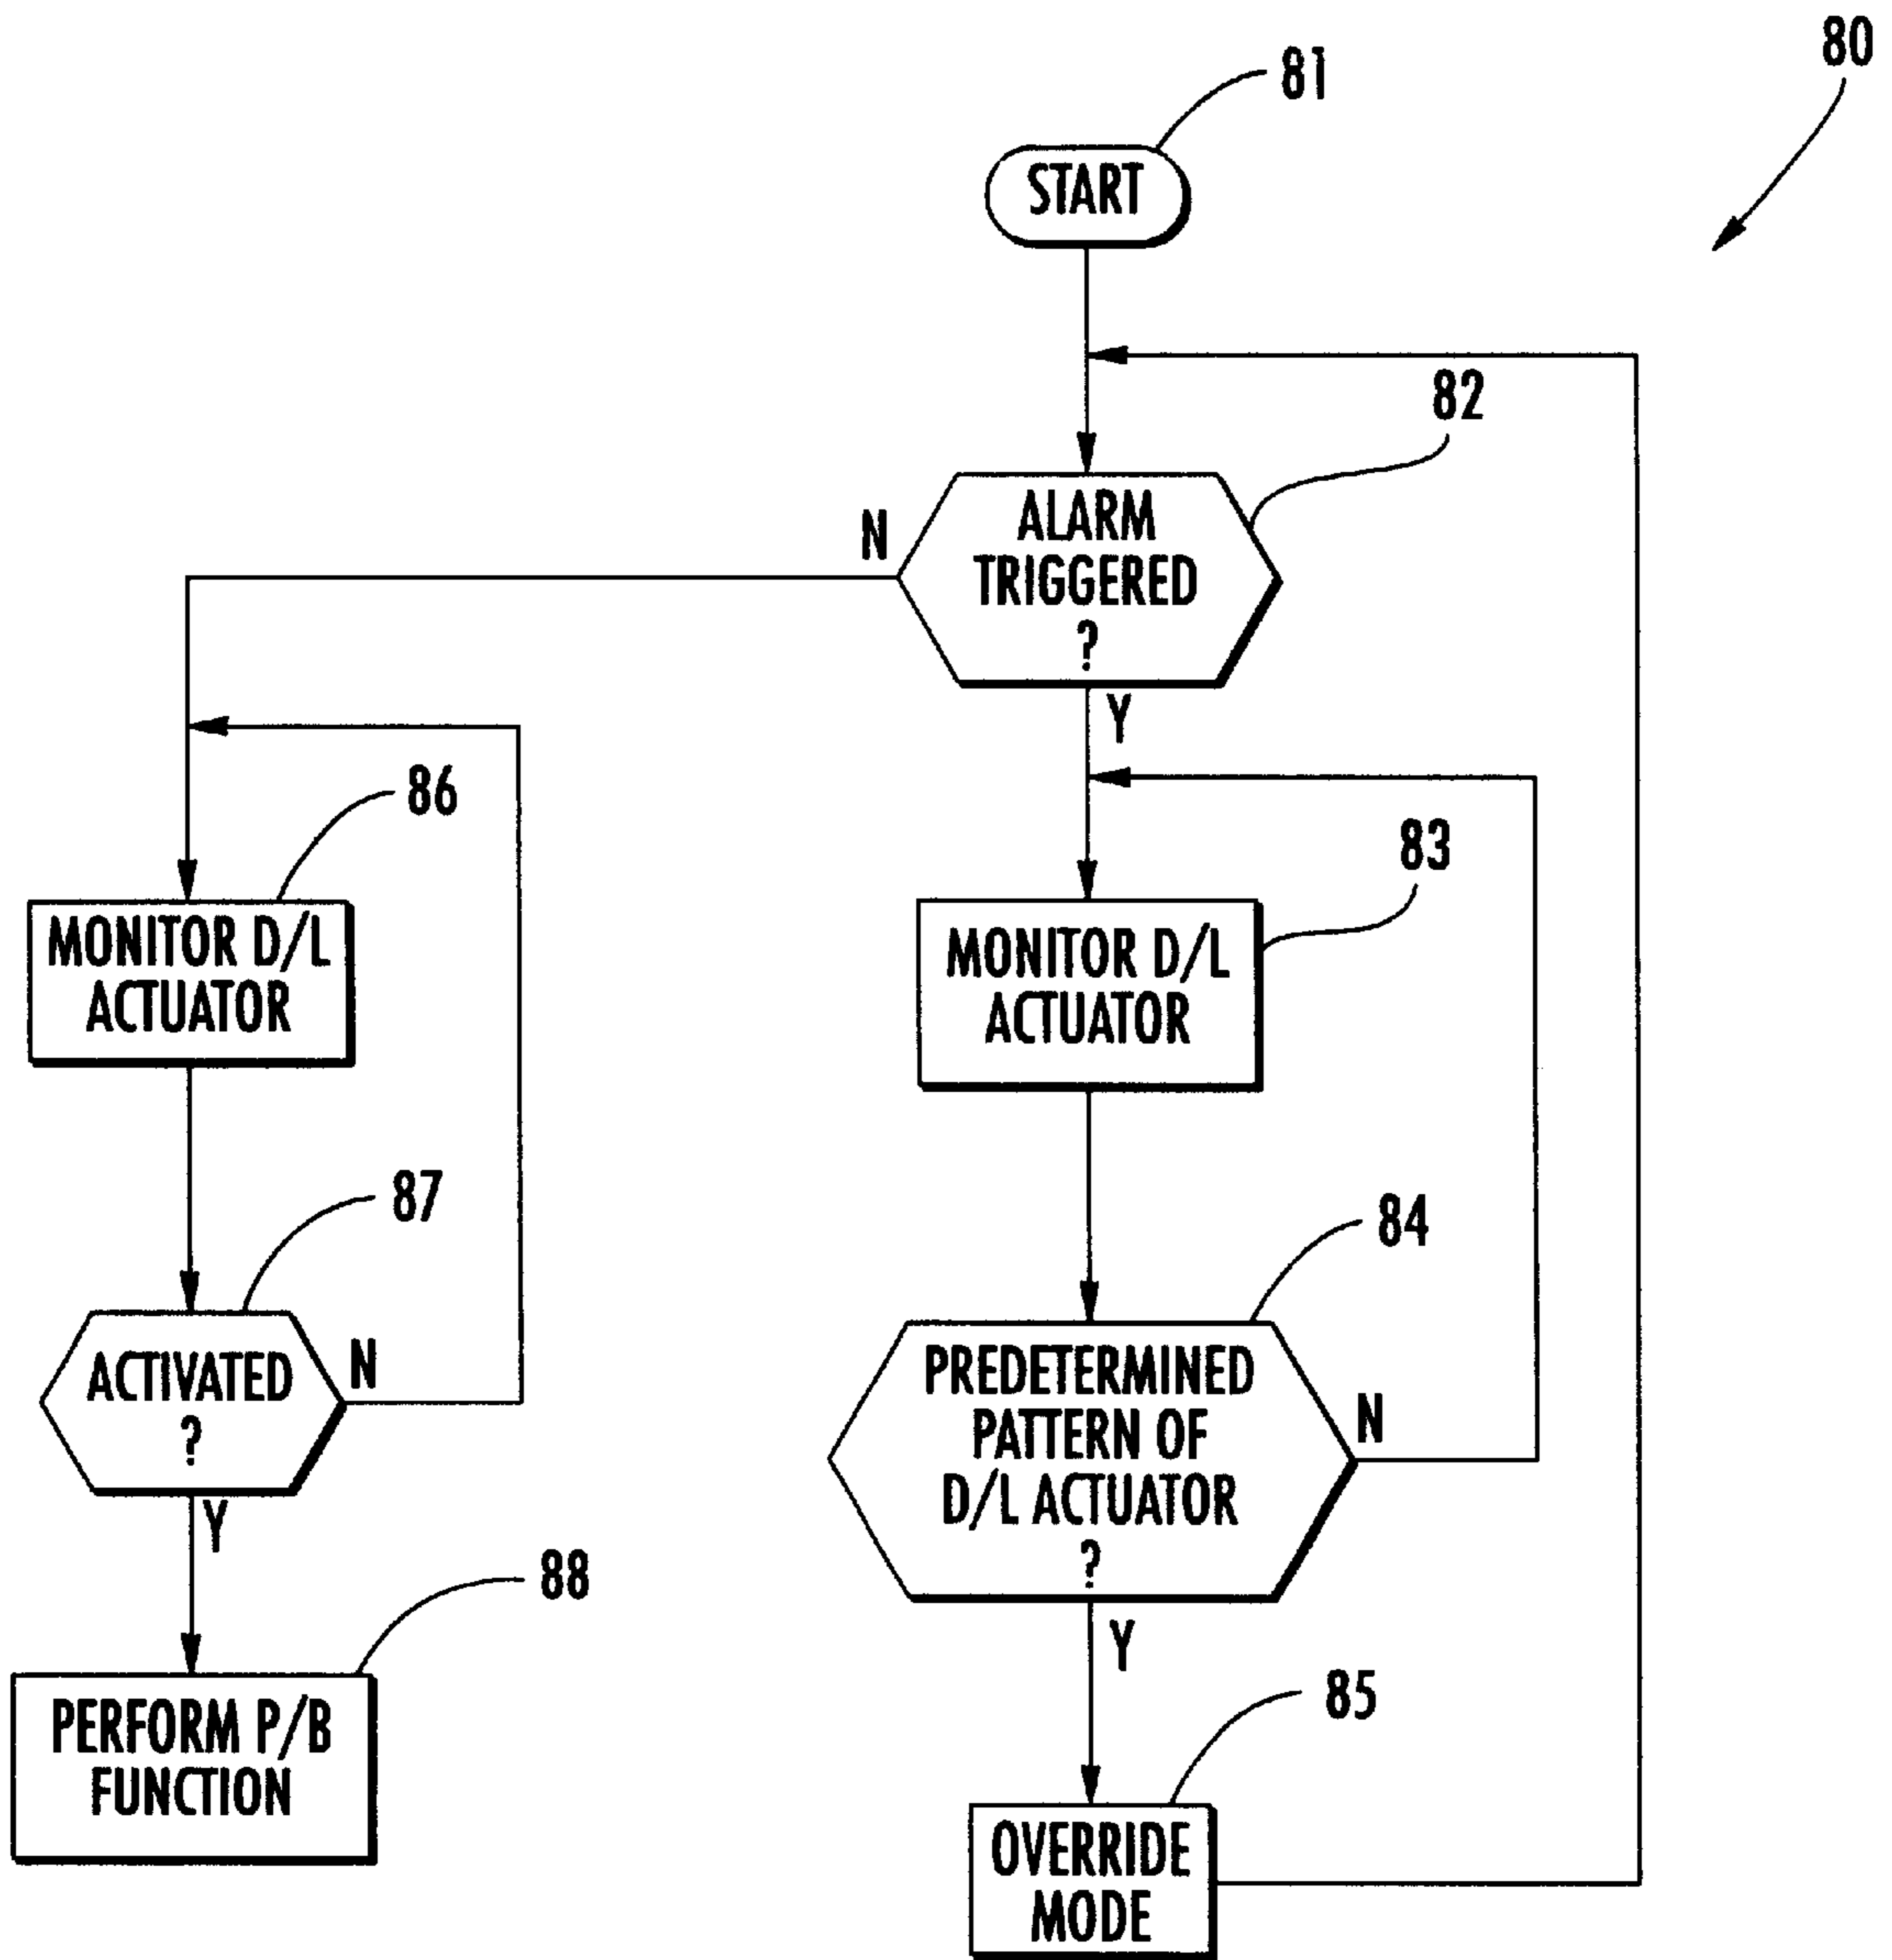 80
81
START
82
N
ALARM
TRIGGERED
?
Y
86
83
MONITOR D/L
ACTUATOR
MONITOR D/L
ACTUATOR
87
84
ACTIVATED
?
N
PREDETERMINED
PATTERN OF
D/L ACTUATOR
?
N
Y
88
Y
85
PERFORM P/B
FUNCTION
OVERRIDE
MODE